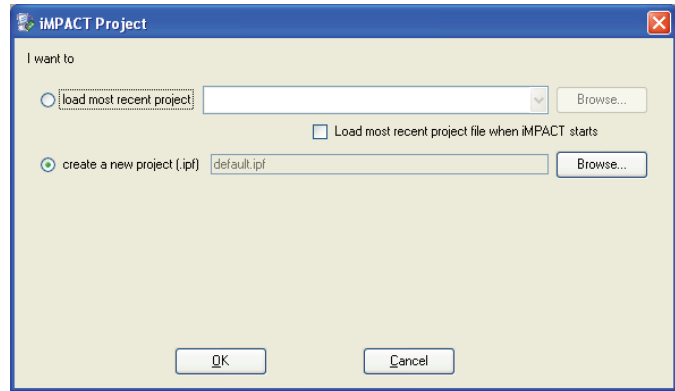 iMPACT Project
I want to
load most recent project
Browse...
Load most recent project file when iMPACT starts
create a new project (.ipf) default.ipf Browse...
OK Cancel